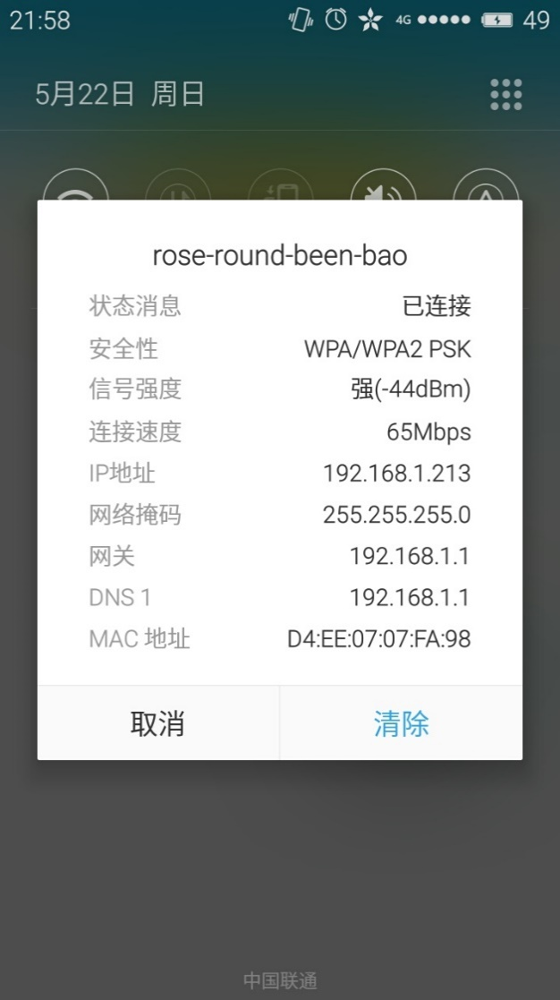 21:58 4G 49
5月22日 周日
rose-round-been-bao
状态消息 已连接
安全性 WPA/WPA2 PSK
信号强度 强(-44dBm)
连接速度 65Mbps
IP地址 192.168.1.213
网络掩码 255.255.255.0
网关 192.168.1.1
DNS 1 192.168.1.1
MAC 地址 D4:EE:07:07:FA:98
取消 清除
中国联通